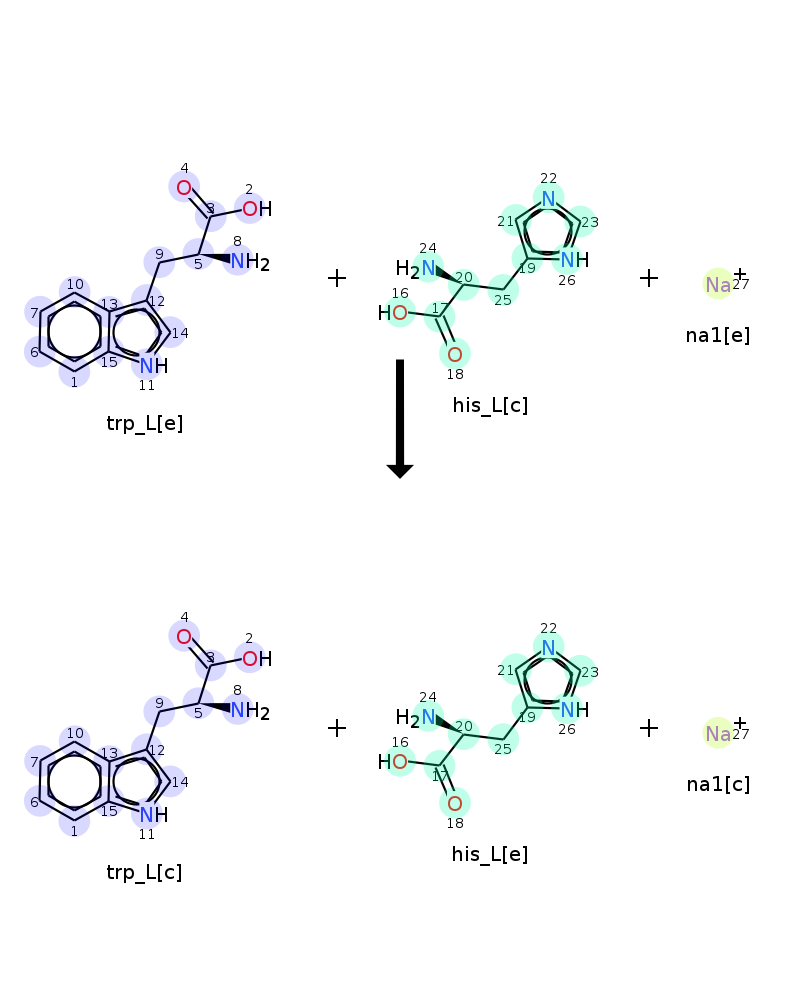 4
O
3
2
OH
9
5
8
NH2
10
7
13
12
6
14
15
1
NH
11
trp_L[e]
+
22
N
21
23
24
H2N
20
19
NH
26
16
HO
17
25
O
18
his_L[c]
+
Na+
27
na1[e]
4
O
3
2
OH
9
5
8
NH2
10
7
13
12
6
14
15
1
NH
11
trp_L[c]
+
22
N
21
23
24
H2N
20
19
NH
26
16
HO
17
25
O
18
his_L[e]
+
Na+
27
na1[c]